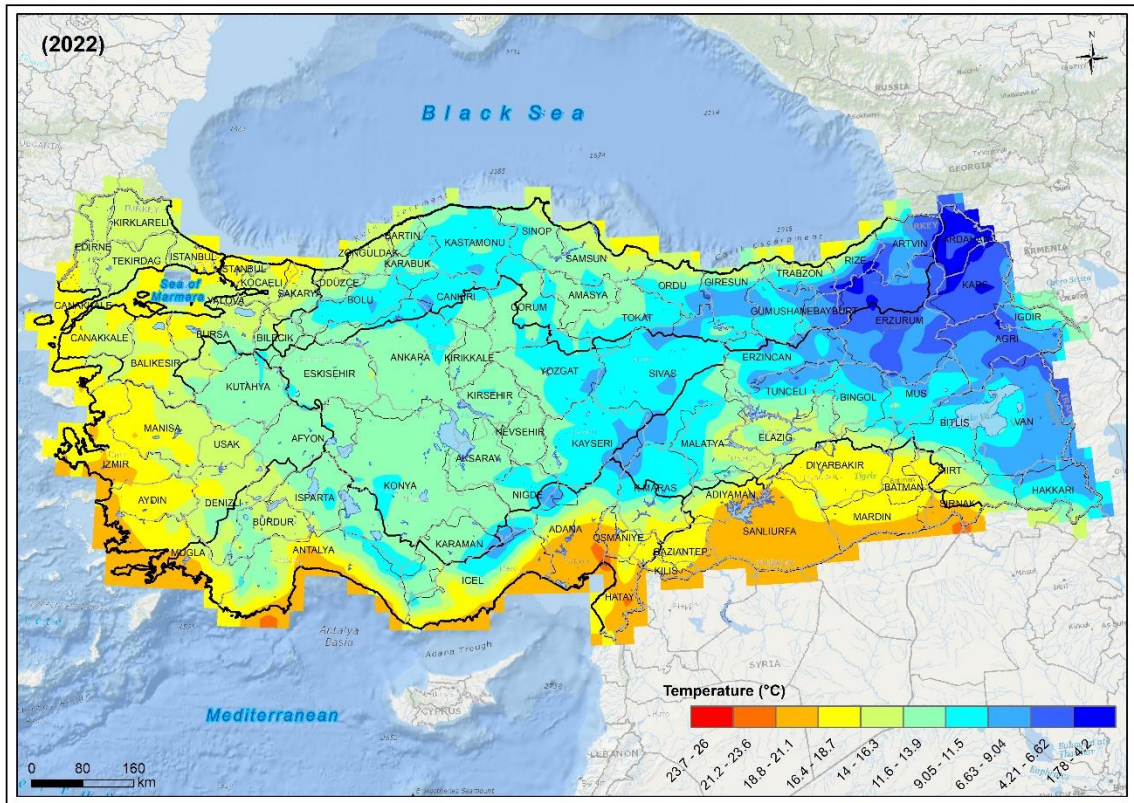 (2022)
N
RUSSIA
Black Sea
GEORGIA
ARMENIA
TURKEY
KIRKLARELI
EDIRNE
TEKIRDAG
ISTANBUL
ISTANBUL
KOCAELI
SAKARYA
YALOVA
Sea of
Marmara
CANAKKALE
CANAKKALE
BURSA
BILECIK
BALIKESIR
DUZCE
BOLU
ZONGULDAK
BARTIN
KARABUK
KASTAMONU
SINOP
CANKIRI
CORUM
SAMSUN
AMASYA
ORDU
TOKAT
GIRESUN
TRABZON
RIZE
ARTVIN
ARDAHAN
KARS
GUMUSHANE
BAYBURT
ERZURUM
IGDIR
AGRI
ERZINCAN
TUNCELI
BINGOL
MUS
BITLIS
VAN
ELAZIG
MALATYA
SIVAS
YOZGAT
KAYSERI
ANKARA
KIRIKKALE
KIRSEHIR
NEVSEHIR
AKSARAY
NIGDE
KONYA
KARAMAN
ESKISEHIR
KUTAHYA
AFYON
USAK
MANISA
IZMIR
AYDIN
DENIZLI
ISPARTA
BURDUR
MUGLA
ANTALYA
ICEL
ADANA
OSMANIYE
K.MARAS
ADIYAMAN
GAZIANTEP
KILIS
HATAY
SANLIURFA
DIYARBAKIR
Tigris
BATMAN
MARDIN
SIIRT
SIRNAK
HAKKARI
Antalya
Basin
Adana Trough
CYPRUS
SYRIA
LEBANON
Mediterranean
Temperature (°C)
23.7 - 26
21.2 - 23.6
18.8 - 21.1
16.4 - 18.7
14 - 16.3
11.6 - 13.9
9.05 - 11.5
6.63 - 9.04
4.21 - 6.62
1.78 - 4.2
0 80 160
km